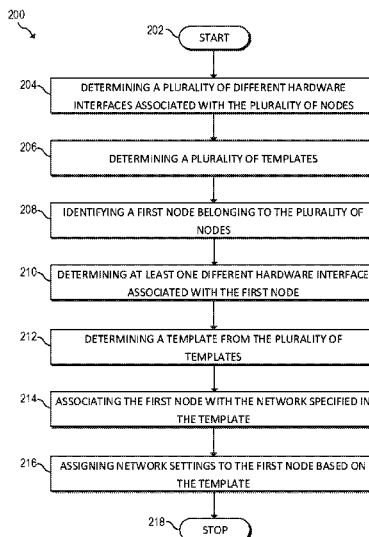 200
202
START
204
DETERMINING A PLURALITY OF DIFFERENT HARDWARE
INTERFACES ASSOCIATED WITH THE PLURALITY OF NODES
206
DETERMINING A PLURALITY OF TEMPLATES
208
IDENTIFYING A FIRST NODE BELONGING TO THE PLURALITY OF
NODES
210
DETERMINING AT LEAST ONE DIFFERENT HARDWARE INTERFACE
ASSOCIATED WITH THE FIRST NODE
212
DETERMINING A TEMPLATE FROM THE PLURALITY OF
TEMPLATES
214
ASSOCIATING THE FIRST NODE WITH THE NETWORK SPECIFIED IN
THE TEMPLATE
216
ASSIGNING NETWORK SETTINGS TO THE FIRST NODE BASED ON
THE TEMPLATE
218
STOP